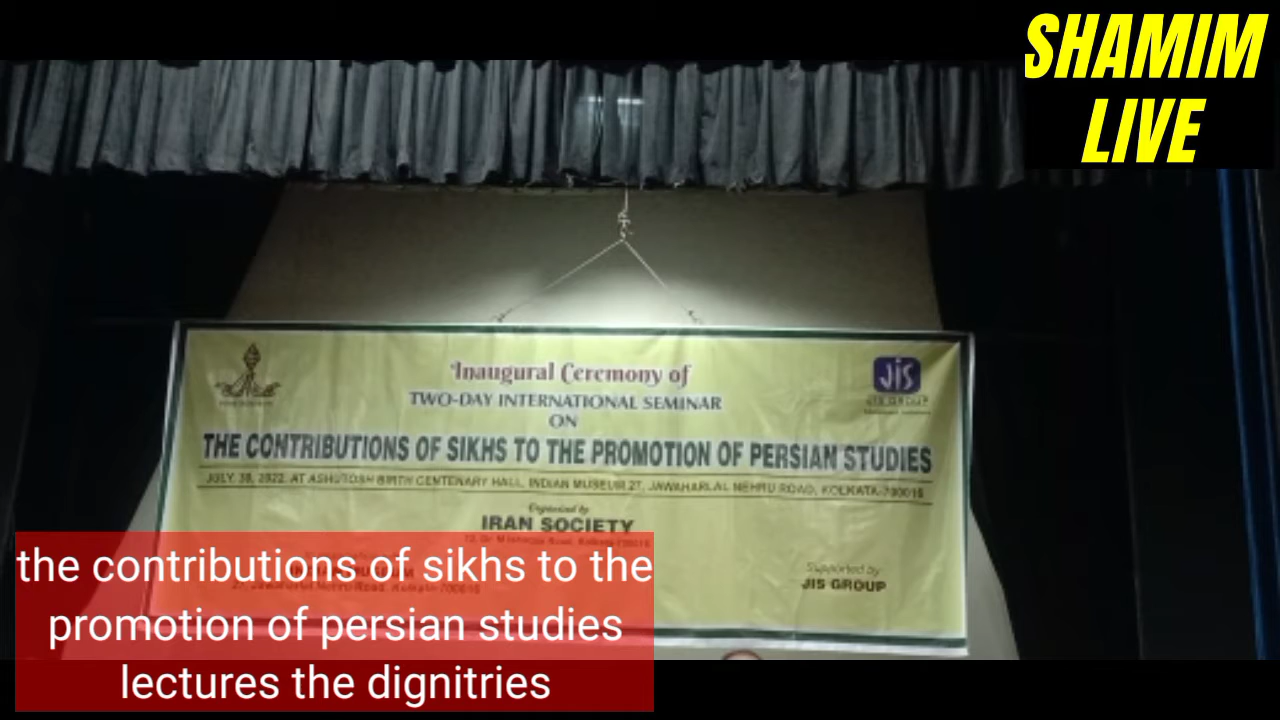 SHAMIM
LIVE
Inaugural Ceremony of
JiS
JIS GROUP
TWO-DAY INTERNATIONAL SEMINAR
ON
THE CONTRIBUTIONS OF SIKHS TO THE PROMOTION OF PERSIAN STUDIES
JULY, 30, 2022, AT ASHUTOSH BIRTH CENTENARY HALL, INDIAN MUSEUM 27, JAWAHARLAL NEHRU ROAD, KOLKATA-700016
Organised by
IRAN SOCIETY
Supported by
JIS GROUP
the contributions of sikhs to the
promotion of persian studies
lectures the dignitries